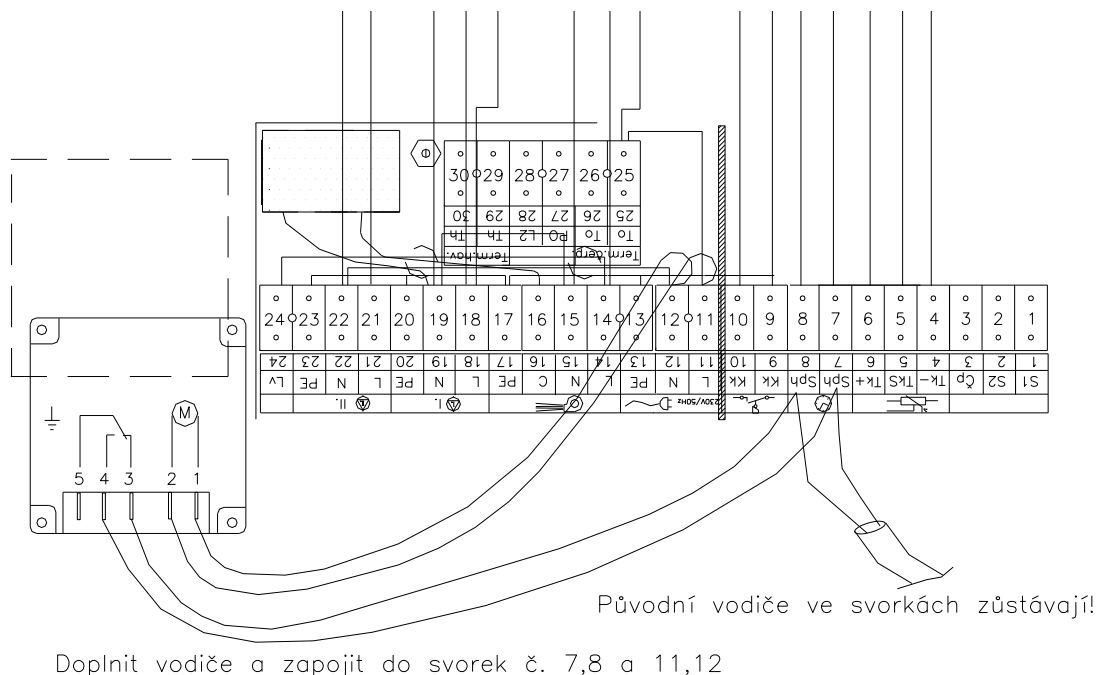 30 29 28 27 26 25
30 29 28 27 26 25
Th Th L2 PO To To
Term.hav. Term.čerp.
24 23 22 21 20 19 18 17 16 15 14 13 12 11 10 9 8 7 6 5 4 3 2 1
24 23 22 21 20 19 18 17 16 15 14 13 12 11 10 9 8 7 6 5 4 3 2 1
Lv PE N L PE N L PE C N L PE N L Kk Kk Sph Sph Tk+ TkS Tk− Čp S2 S1
II. I. 230V/50Hz
M
5 4 3 2 1
Původní vodiče ve svorkách zůstávají!
Doplnit vodiče a zapojit do svorek č. 7,8 a 11,12